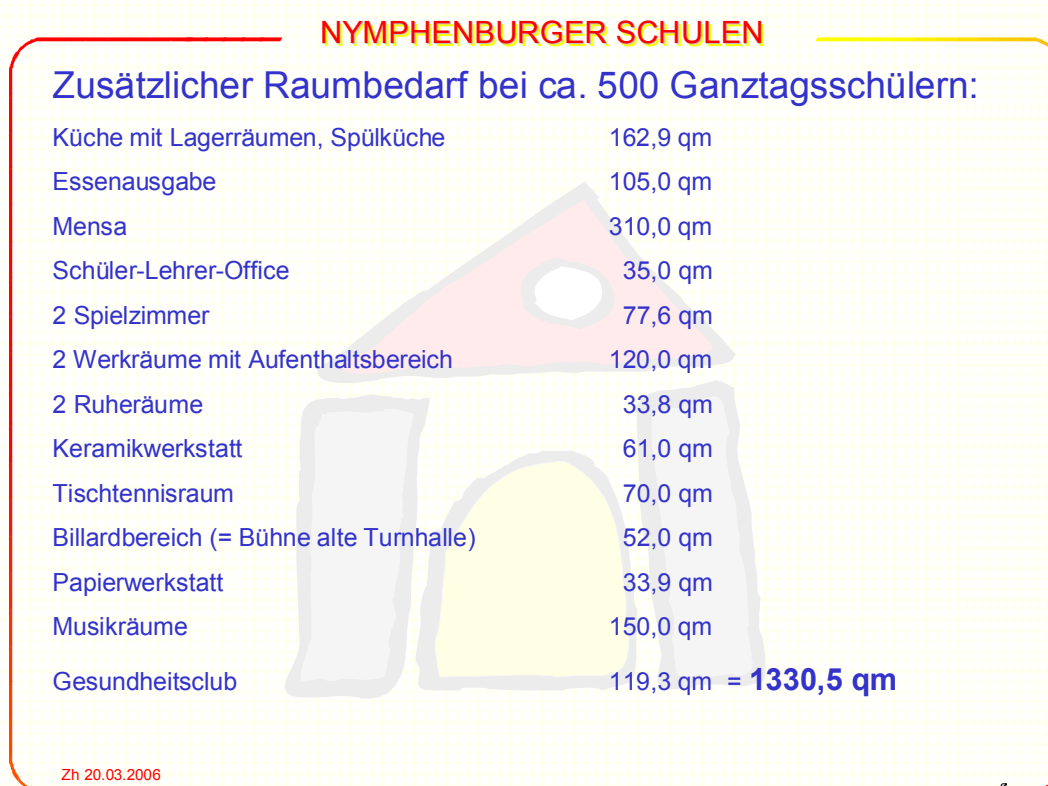 NYMPHENBURGER SCHULEN
Zusätzlicher Raumbedarf bei ca. 500 Ganztagsschülern:
Küche mit Lagerräumen, Spülküche 162,9 qm
Essenausgabe 105,0 qm
Mensa 310,0 qm
Schüler-Lehrer-Office 35,0 qm
2 Spielzimmer 77,6 qm
2 Werkräume mit Aufenthaltsbereich 120,0 qm
2 Ruheräume 33,8 qm
Keramikwerkstatt 61,0 qm
Tischtennisraum 70,0 qm
Billardbereich (= Bühne alte Turnhalle) 52,0 qm
Papierwerkstatt 33,9 qm
Musikräume 150,0 qm
Gesundheitsclub 119,3 qm = 1330,5 qm
Zh 20.03.2006